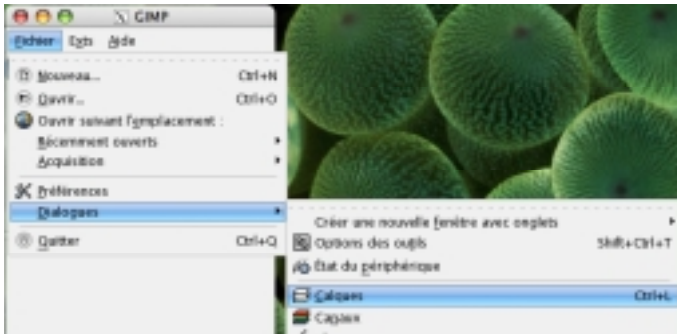 GIMP
Fichier Exts Aide
Nouveau... Ctrl+N
Ouvrir... Ctrl+O
Ouvrir suivant l'emplacement :
Récemment ouverts
Acquisition
Préférences
Dialogues
Quitter Ctrl+Q
Créer une nouvelle fenêtre avec onglets
Options des outils Shift+Ctrl+T
État du périphérique
Calques Ctrl+L
Canaux